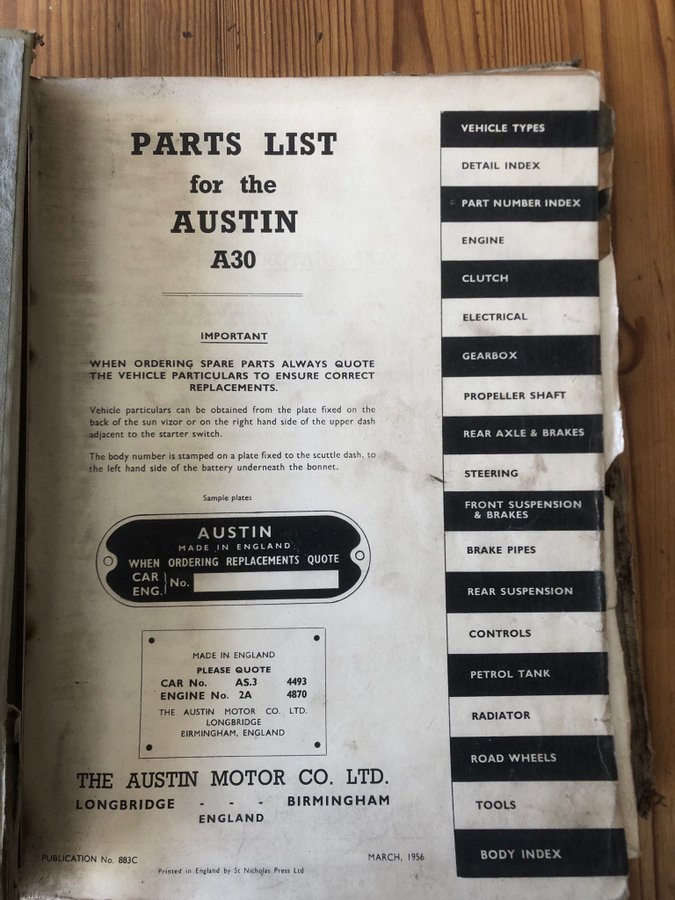 PARTS LIST
for the
AUSTIN
A30
IMPORTANT
WHEN ORDERING SPARE PARTS ALWAYS QUOTE
THE VEHICLE PARTICULARS TO ENSURE CORRECT
REPLACEMENTS.
Vehicle particulars can be obtained from the plate fixed on the
back of the sun vizor or on the right hand side of the upper dash
adjacent to the starter switch.
The body number is stamped on a plate fixed to the scuttle dash, to
the left hand side of the battery underneath the bonnet.
Sample plates
AUSTIN
MADE IN ENGLAND
WHEN ORDERING REPLACEMENTS QUOTE
CAR
ENG. No.
MADE IN ENGLAND
PLEASE QUOTE
CAR No. AS.3 4493
ENGINE No. 2A 4870
THE AUSTIN MOTOR CO. LTD.
LONGBRIDGE
BIRMINGHAM, ENGLAND
THE AUSTIN MOTOR CO. LTD.
LONGBRIDGE - - - BIRMINGHAM
ENGLAND
PUBLICATION No. 883C
MARCH, 1956
Printed in England by St Nicholas Press Ltd
VEHICLE TYPES
DETAIL INDEX
PART NUMBER INDEX
ENGINE
CLUTCH
ELECTRICAL
GEARBOX
PROPELLER SHAFT
REAR AXLE & BRAKES
STEERING
FRONT SUSPENSION
& BRAKES
BRAKE PIPES
REAR SUSPENSION
CONTROLS
PETROL TANK
RADIATOR
ROAD WHEELS
TOOLS
BODY INDEX